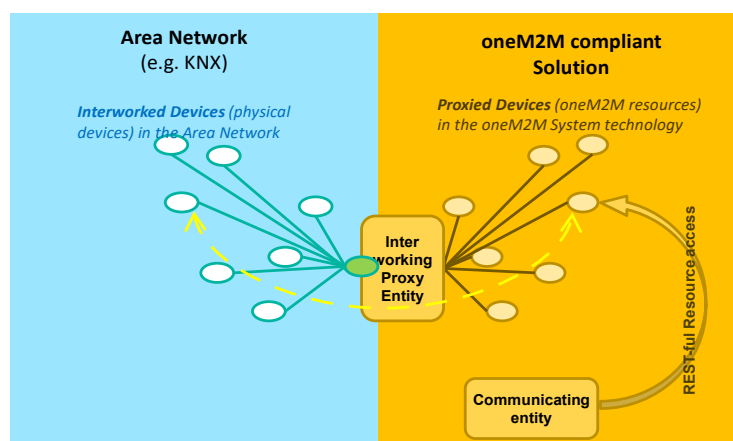 Area Network
(e.g. KNX)
Interworked Devices (physical
devices) in the Area Network
oneM2M compliant
Solution
Proxied Devices (oneM2M resources)
in the oneM2M System technology
Inter
working
Proxy
Entity
REST-ful Resource access
Communicating
entity